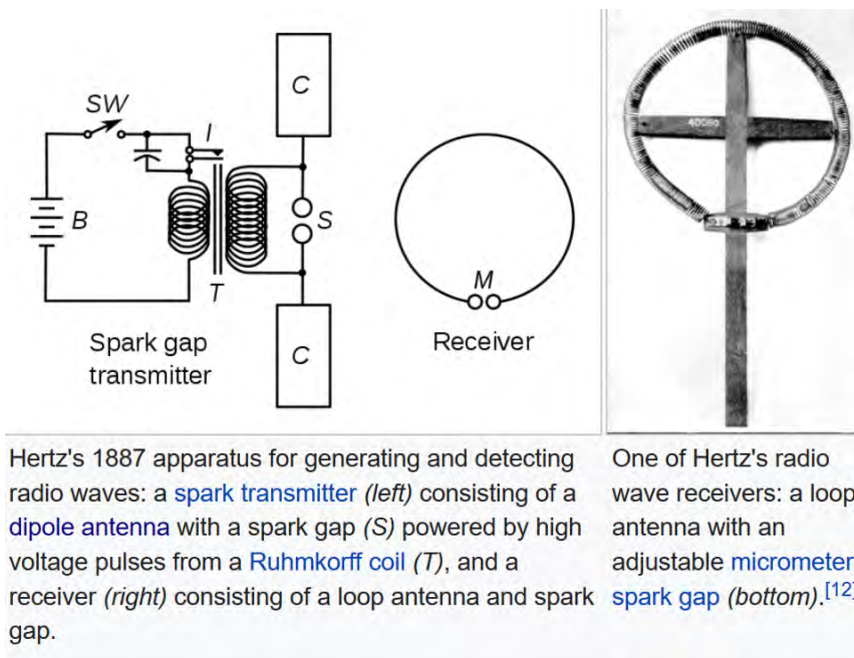 SW
I
C
B
S
T
C
M
Spark gap
transmitter
Receiver
40080
Hertz's 1887 apparatus for generating and detecting
radio waves: a spark transmitter (left) consisting of a
dipole antenna with a spark gap (S) powered by high
voltage pulses from a Ruhmkorff coil (T), and a
receiver (right) consisting of a loop antenna and spark
gap.
One of Hertz's radio
wave receivers: a loop
antenna with an
adjustable micrometer
spark gap (bottom).[12]